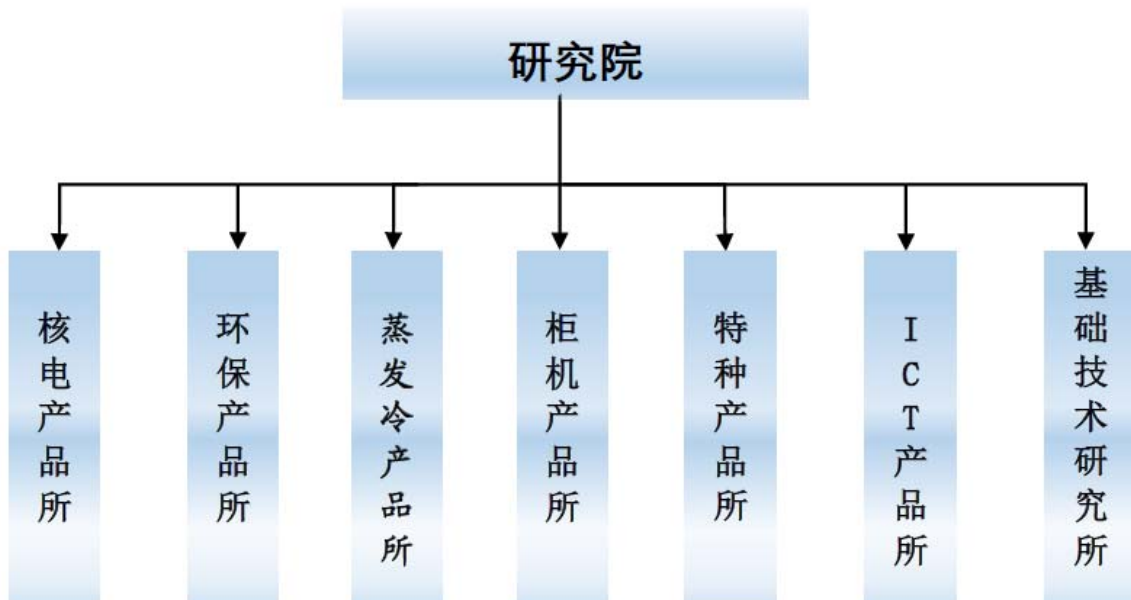 研究院
核电产品所
环保产品所
蒸发冷产品所
柜机产品所
特种产品所
ICT产品所
基础技术研究所